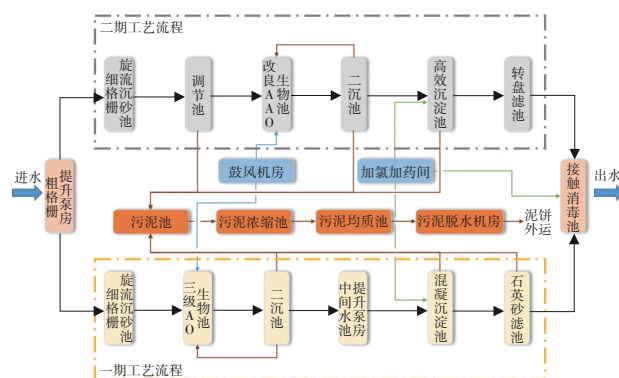 二期工艺流程
细格栅
旋流沉砂池
调节池
改良AAO
生物池
二沉池
高效沉淀池
转盘滤池
进水
粗格栅
提升泵房
鼓风机房
加氯加药间
接触消毒池
出水
污泥池
污泥浓缩池
污泥均质池
污泥脱水机房
泥饼
外运
细格栅
旋流沉砂池
三级AO
生物池
二沉池
中间水池
提升泵房
混凝沉淀池
石英砂滤池
一期工艺流程